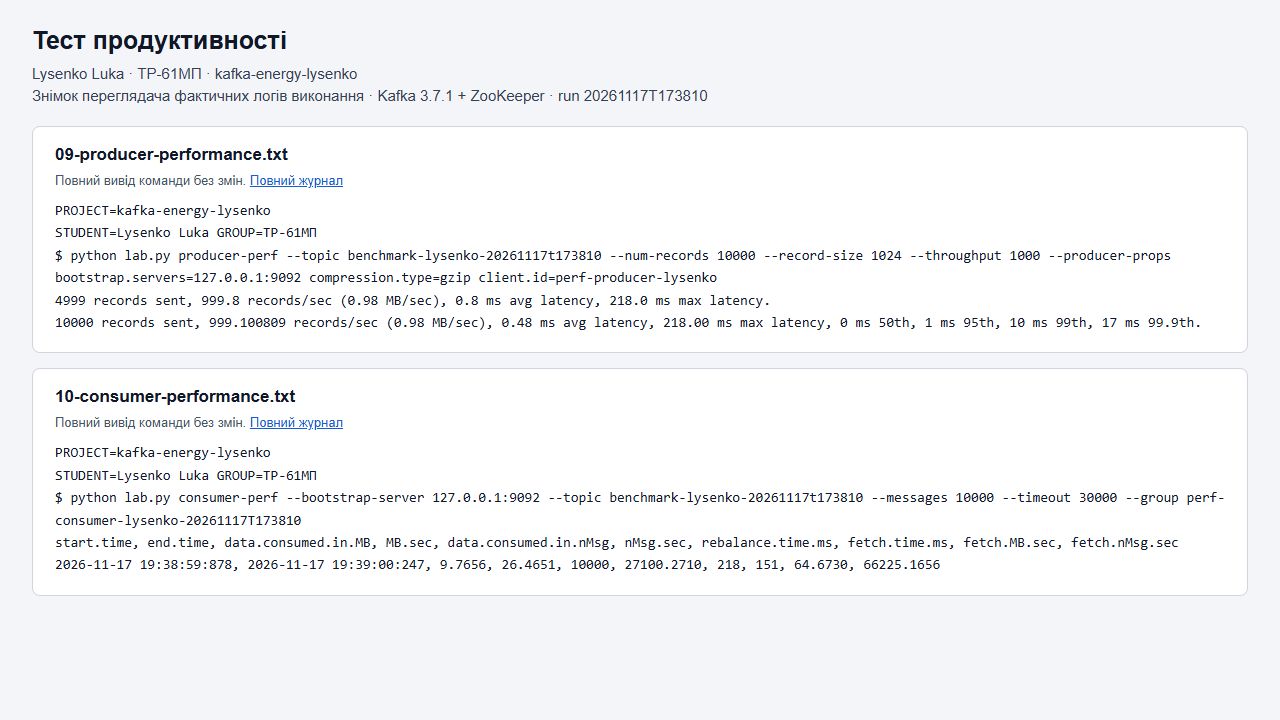 Тест продуктивності
Lysenko Luka · ТР-61МП · kafka-energy-lysenko
Знімок переглядача фактичних логів виконання · Kafka 3.7.1 + ZooKeeper · run 20261117T173810
09-producer-performance.txt
Повний вивід команди без змін. Повний журнал
PROJECT=kafka-energy-lysenko
STUDENT=Lysenko Luka GROUP=ТР-61МП
$ python lab.py producer-perf --topic benchmark-lysenko-20261117t173810 --num-records 10000 --record-size 1024 --throughput 1000 --producer-props
bootstrap.servers=127.0.0.1:9092 compression.type=gzip client.id=perf-producer-lysenko
4999 records sent, 999.8 records/sec (0.98 MB/sec), 0.8 ms avg latency, 218.0 ms max latency.
10000 records sent, 999.100809 records/sec (0.98 MB/sec), 0.48 ms avg latency, 218.00 ms max latency, 0 ms 50th, 1 ms 95th, 10 ms 99th, 17 ms 99.9th.
10-consumer-performance.txt
Повний вивід команди без змін. Повний журнал
PROJECT=kafka-energy-lysenko
STUDENT=Lysenko Luka GROUP=ТР-61МП
$ python lab.py consumer-perf --bootstrap-server 127.0.0.1:9092 --topic benchmark-lysenko-20261117t173810 --messages 10000 --timeout 30000 --group perf-
consumer-lysenko-20261117T173810
start.time, end.time, data.consumed.in.MB, MB.sec, data.consumed.in.nMsg, nMsg.sec, rebalance.time.ms, fetch.time.ms, fetch.MB.sec, fetch.nMsg.sec
2026-11-17 19:38:59:878, 2026-11-17 19:39:00:247, 9.7656, 26.4651, 10000, 27100.2710, 218, 151, 64.6730, 66225.1656